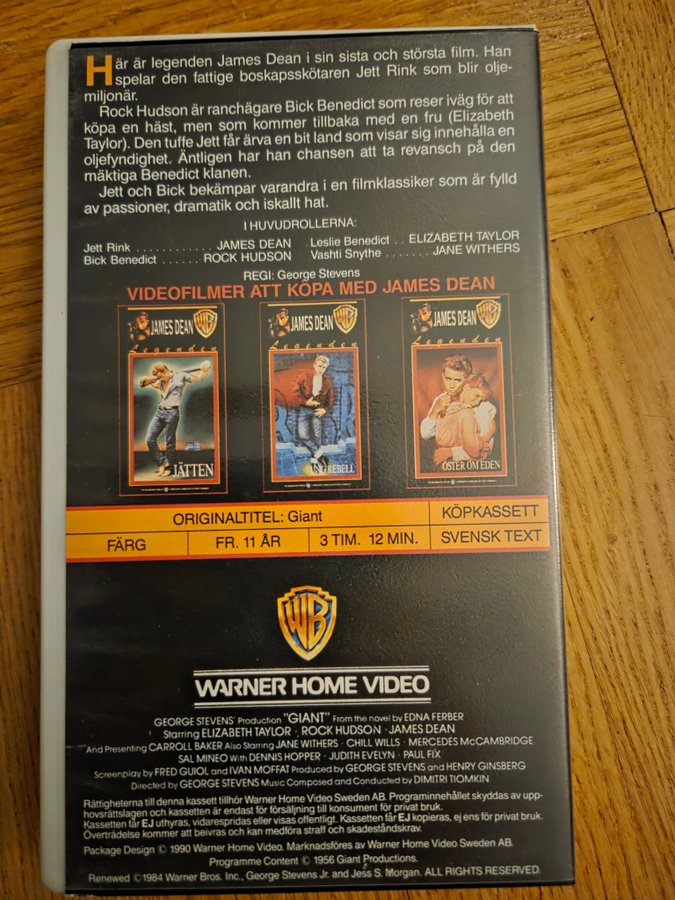 Här är legenden James Dean i sin sista och största film. Han
spelar den fattige boskapsskötaren Jett Rink som blir olje-
miljonär.
Rock Hudson är ranchägare Bick Benedict som reser iväg för att
köpa en häst, men som kommer tillbaka med en fru (Elizabeth
Taylor). Den tuffe Jett får ärva en bit land som visar sig innehålla en
oljefyndighet. Äntligen har han chansen att ta revansch på den
mäktiga Benedict klanen.
Jett och Bick bekämpar varandra i en filmklassiker som är fylld
av passioner, dramatik och iskallt hat.
I HUVUDROLLERNA:
Jett Rink . . . . . . . . . . . . JAMES DEAN Leslie Benedict . . ELIZABETH TAYLOR
Bick Benedict . . . . . . ROCK HUDSON Vashti Snythe . . . . . . . . JANE WITHERS
REGI: George Stevens
VIDEOFILMER ATT KÖPA MED JAMES DEAN
JAMES DEAN WB JAMES DEAN WB JAMES DEAN WB
Legenden Legenden Legenden
JÄTTEN UNG REBELL ÖSTER OM EDEN
ORIGINALTITEL: Giant KÖPKASSETT
FÄRG FR. 11 ÅR 3 TIM. 12 MIN. SVENSK TEXT
WB
WARNER HOME VIDEO
GEORGE STEVENS' Production "GIANT" From the novel by EDNA FERBER
Starring ELIZABETH TAYLOR · ROCK HUDSON · JAMES DEAN
And Presenting CARROLL BAKER Also Starring JANE WITHERS · CHILL WILLS · MERCEDES McCAMBRIDGE
SAL MINEO With DENNIS HOPPER · JUDITH EVELYN · PAUL FIX
Screenplay by FRED GUIOL and IVAN MOFFAT Produced by GEORGE STEVENS and HENRY GINSBERG
Directed by GEORGE STEVENS Music Composed and Conducted by DIMITRI TIOMKIN
Rättigheterna till denna kassett tillhör Warner Home Video Sweden AB. Programinnehållet skyddas av upp-
hovsrättslagen och kassetten är endast för försäljning till konsument för privat bruk.
Kassetten får EJ uthyras, vidarespridas eller visas offentligt. Kassetten får EJ kopieras, ej ens för privat bruk.
Överträdelse kommer att beivras och kan medföra straff och skadeståndskrav.
Package Design © 1990 Warner Home Video. Marknadsföres av Warner Home Video Sweden AB.
Programme Content © 1956 Giant Productions.
Renewed © 1984 Warner Bros. Inc., George Stevens Jr. and Jess S. Morgan. ALL RIGHTS RESERVED.